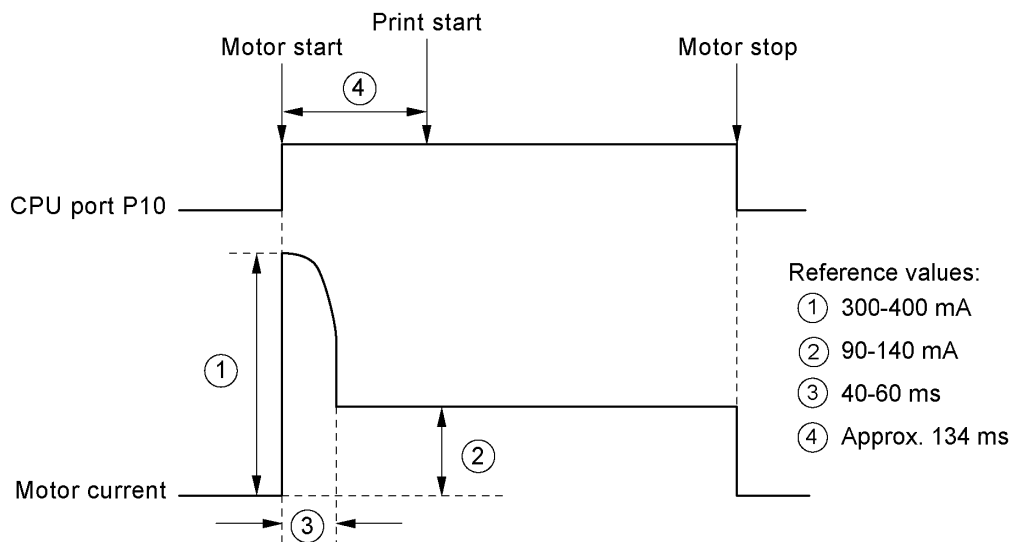 Print start
Motor start
Motor stop
④
CPU port P10
Reference values:
① 300-400 mA
② 90-140 mA
③ 40-60 ms
④ Approx. 134 ms
①
②
Motor current
③